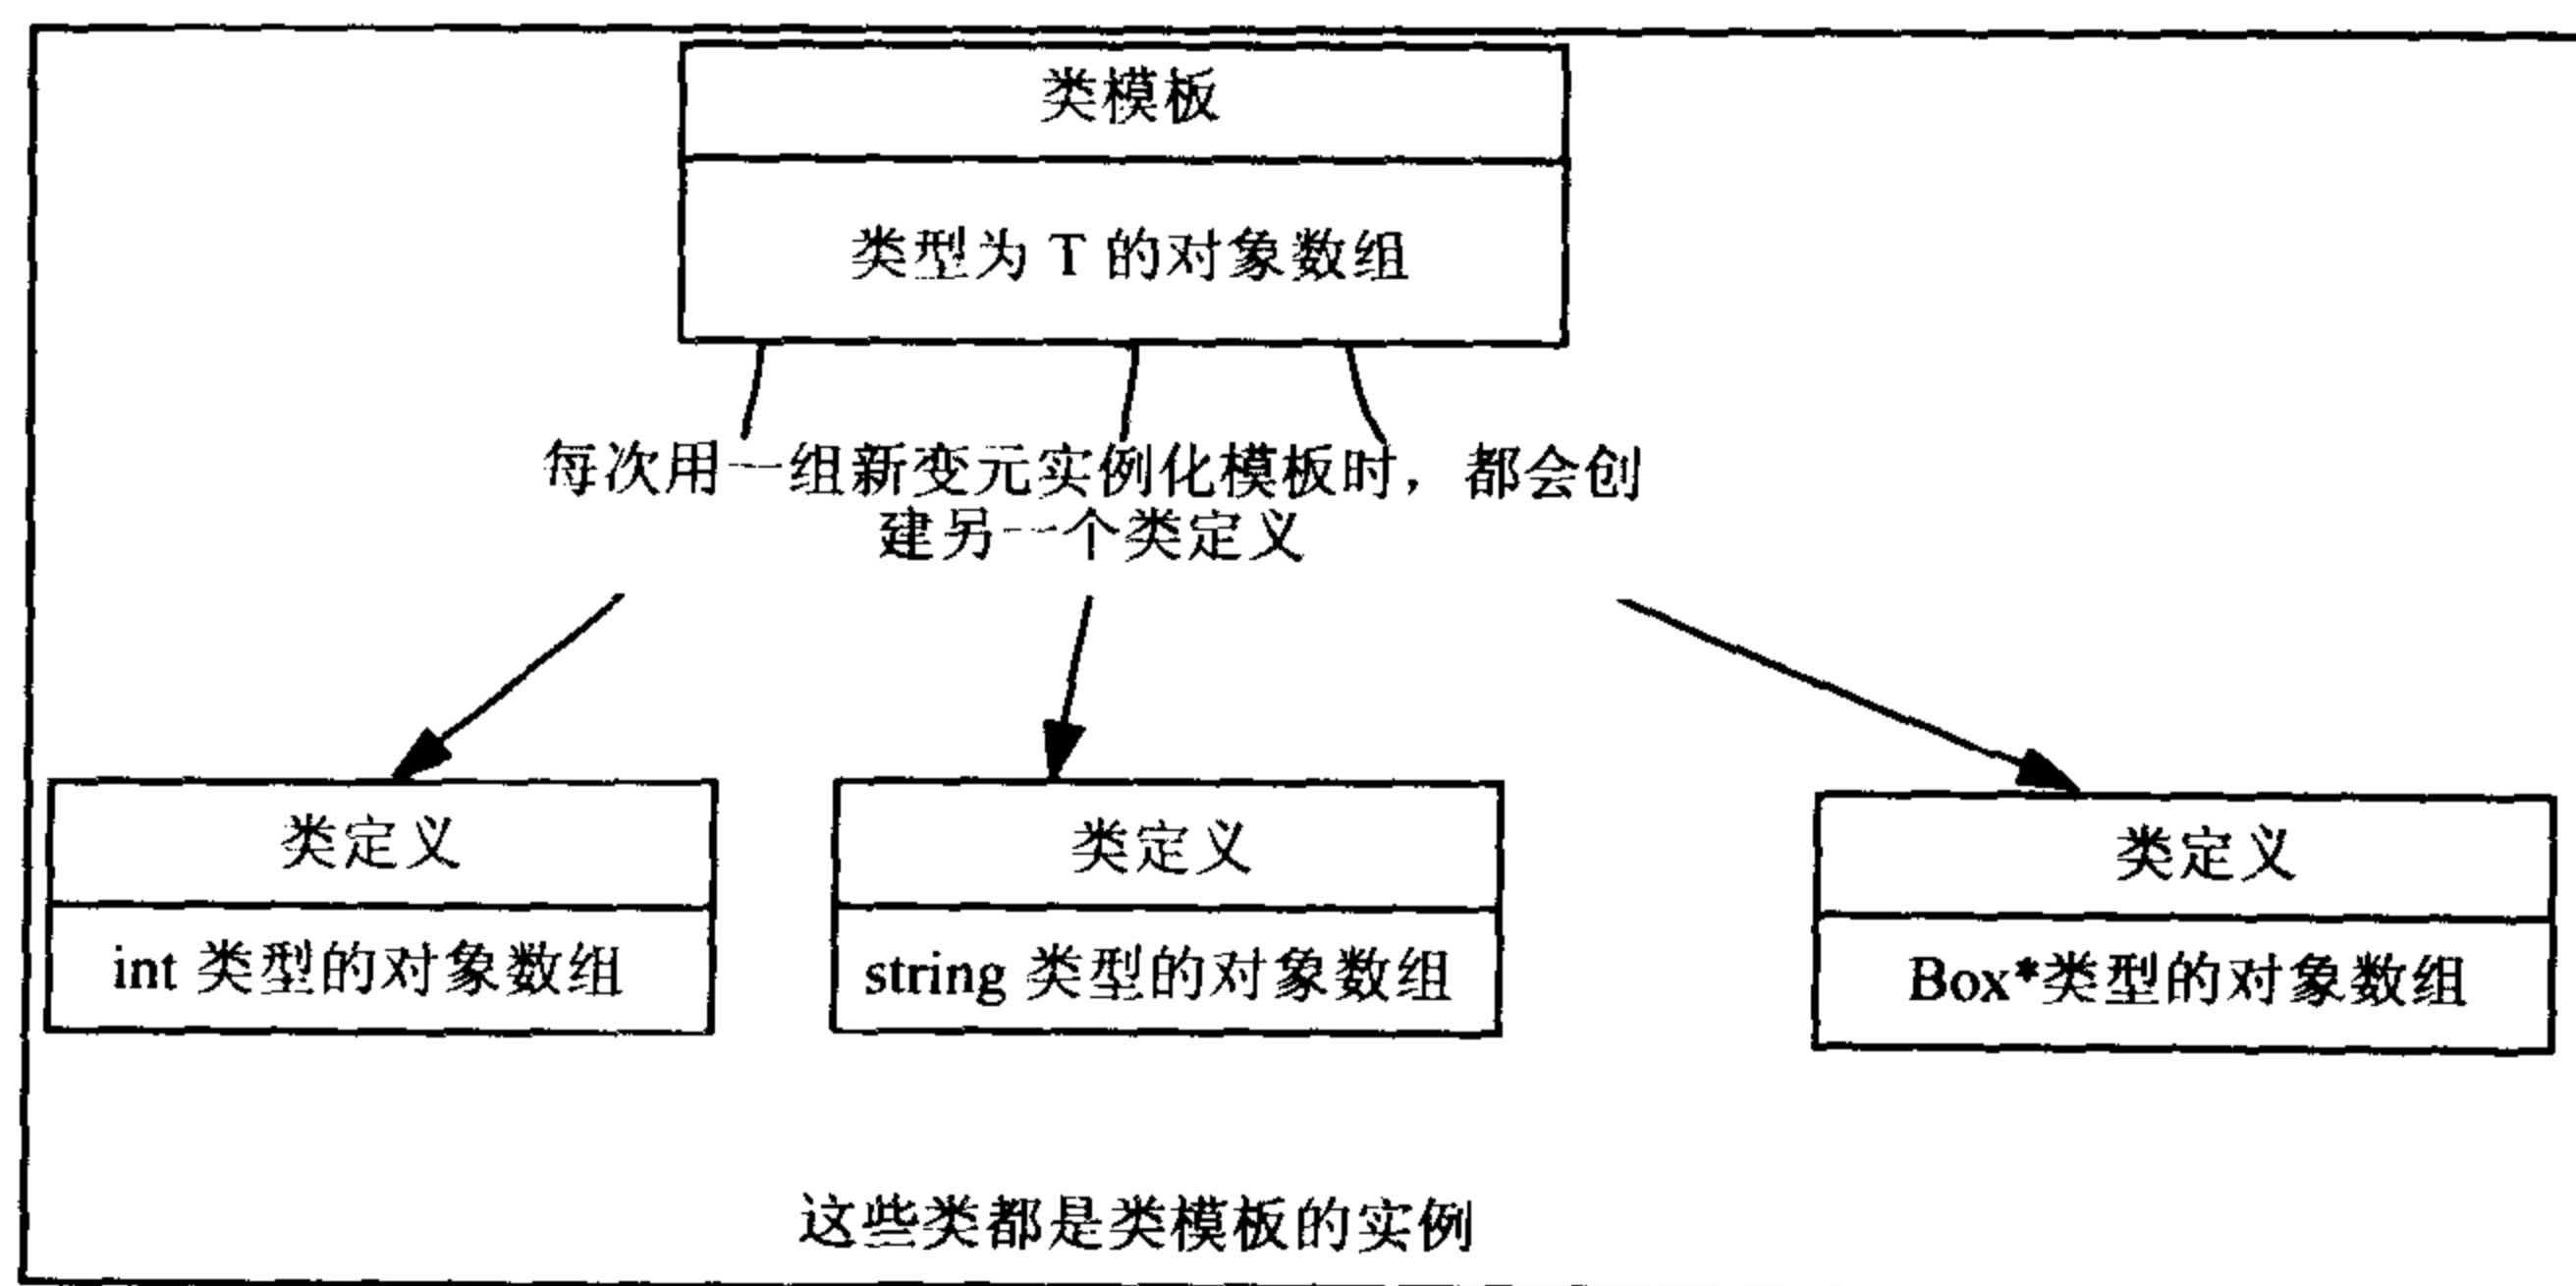 类模板
类型为 T 的对象数组
每次用一组新变元实例化模板时，都会创
建另一个类定义
类定义
int 类型的对象数组
类定义
string 类型的对象数组
类定义
Box*类型的对象数组
这些类都是类模板的实例